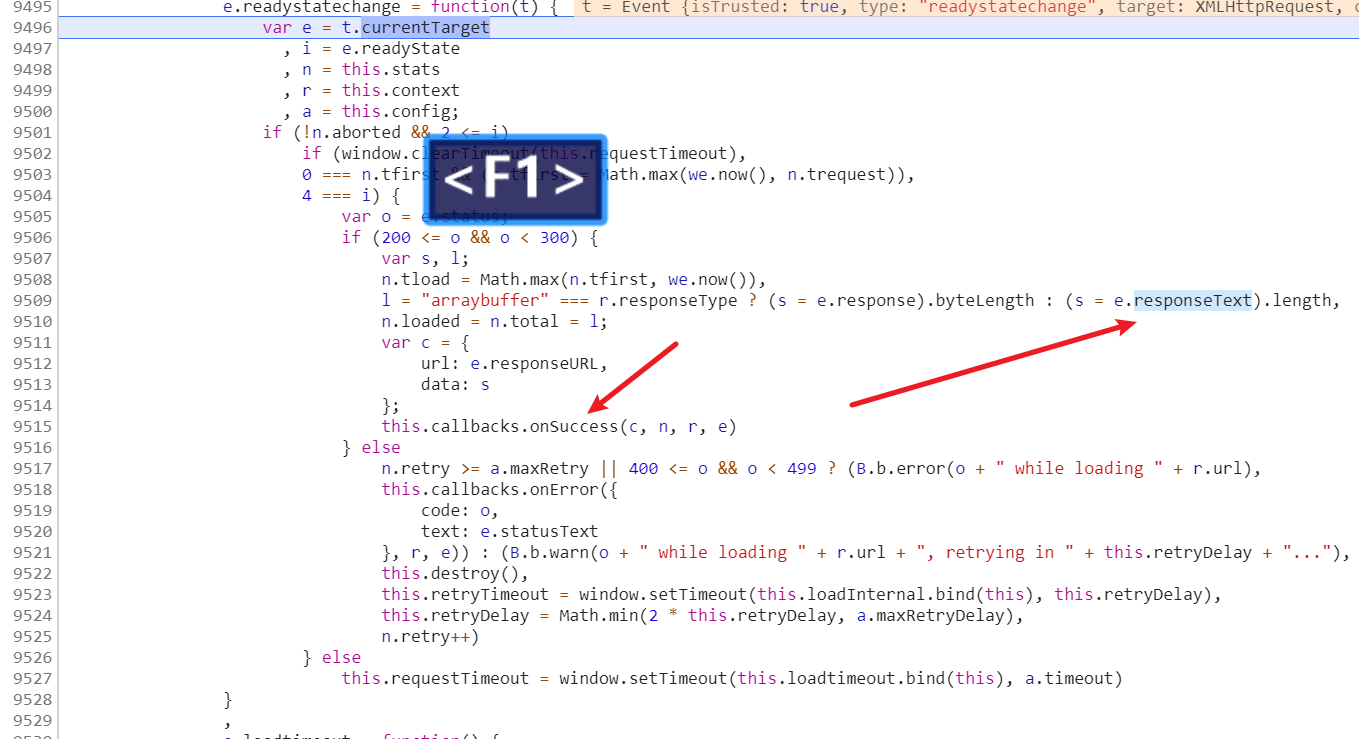 9495 e.readystatechange = function(t) { t = Event {isTrusted: true, type: "readystatechange", target: XMLHttpRequest,
9496 var e = t.currentTarget
9497 , i = e.readyState
9498 , n = this.stats
9499 , r = this.context
9500 , a = this.config;
9501 if (!n.aborted && 2 <= i)
9502 if (window.clearTimeout(this.requestTimeout),
9503 0 === n.tfirst && ( tfirst = Math.max(we.now(), n.trequest)),
<F1>
9504 4 === i) {
9505 var o = e.status;
9506 if (200 <= o && o < 300) {
9507 var s, l;
9508 n.tload = Math.max(n.tfirst, we.now()),
9509 l = "arraybuffer" === r.responseType ? (s = e.response).byteLength : (s = e.responseText).length,
9510 n.loaded = n.total = l;
9511 var c = {
9512 url: e.responseURL,
9513 data: s
9514 };
9515 this.callbacks.onSuccess(c, n, r, e)
9516 } else
9517 n.retry >= a.maxRetry || 400 <= o && o < 499 ? (B.b.error(o + " while loading " + r.url),
9518 this.callbacks.onError({
9519 code: o,
9520 text: e.statusText
9521 }, r, e)) : (B.b.warn(o + " while loading " + r.url + ", retrying in " + this.retryDelay + "..."),
9522 this.destroy(),
9523 this.retryTimeout = window.setTimeout(this.loadInternal.bind(this), this.retryDelay),
9524 this.retryDelay = Math.min(2 * this.retryDelay, a.maxRetryDelay),
9525 n.retry++)
9526 } else
9527 this.requestTimeout = window.setTimeout(this.loadtimeout.bind(this), a.timeout)
9528 }
9529 ,
9530 e.loadtimeout = function() {